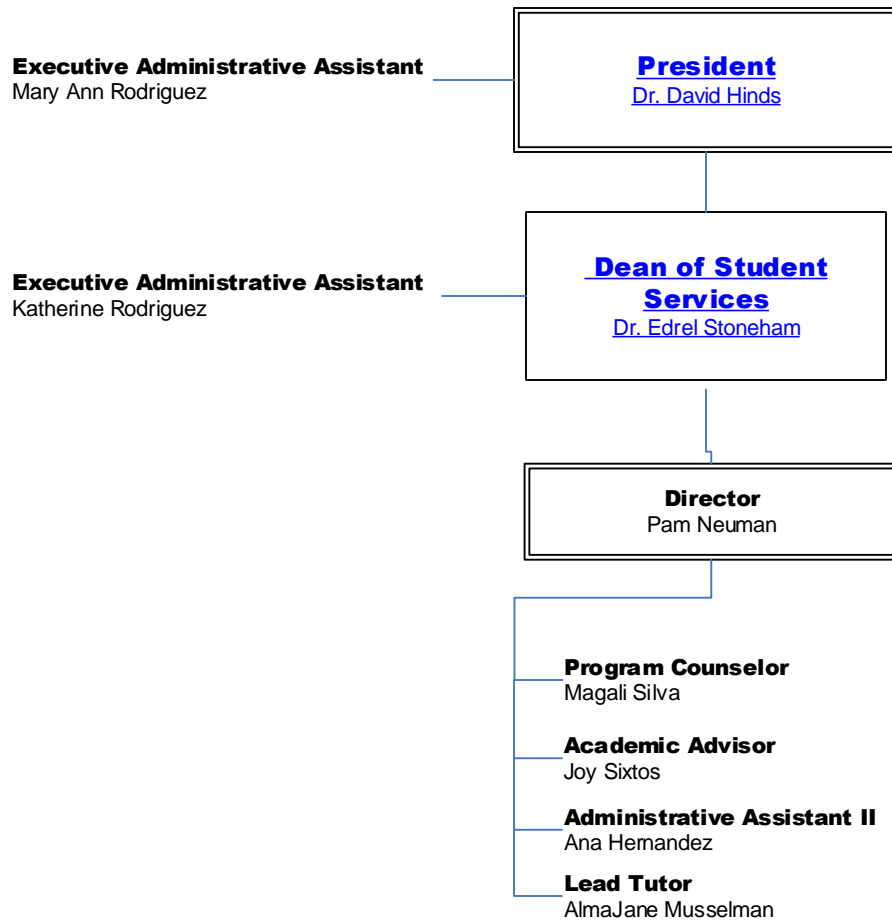 Executive Administrative Assistant
Mary Ann Rodriguez
President
Dr. David Hinds
Executive Administrative Assistant
Katherine Rodriguez
Dean of Student
Services
Dr. Edrel Stoneham
Director
Pam Neuman
Program Counselor
Magali Silva
Academic Advisor
Joy Sixtos
Administrative Assistant II
Ana Hernandez
Lead Tutor
AlmaJane Musselman